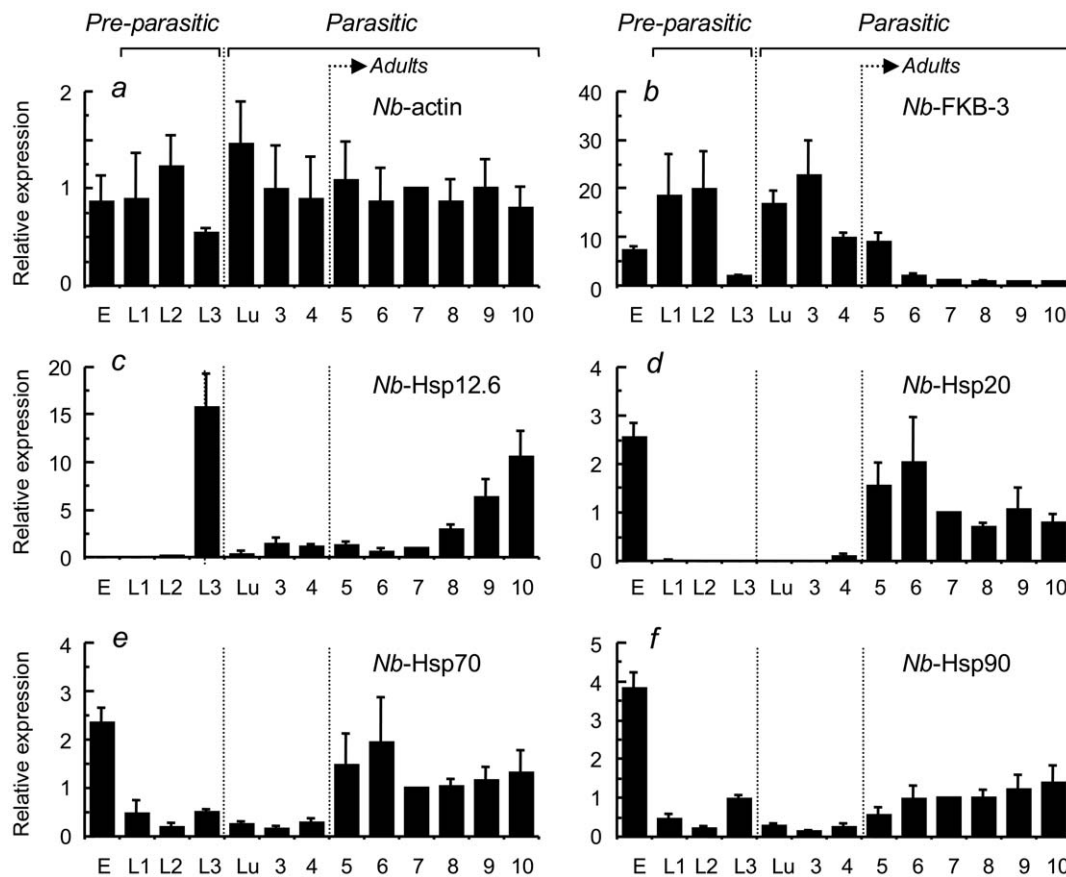 Pre-parasitic Parasitic Pre-parasitic Parasitic
Adults Adults
a Nb-actin
Relative expression
2
1
0
E L1 L2 L3 Lu 3 4 5 6 7 8 9 10
b Nb-FKB-3
40
30
20
10
0
E L1 L2 L3 Lu 3 4 5 6 7 8 9 10
c Nb-Hsp12.6
Relative expression
20
15
10
5
0
E L1 L2 L3 Lu 3 4 5 6 7 8 9 10
d Nb-Hsp20
4
3
2
1
0
E L1 L2 L3 Lu 3 4 5 6 7 8 9 10
e Nb-Hsp70
Relative expression
4
3
2
1
0
E L1 L2 L3 Lu 3 4 5 6 7 8 9 10
f Nb-Hsp90
5
4
3
2
1
0
E L1 L2 L3 Lu 3 4 5 6 7 8 9 10